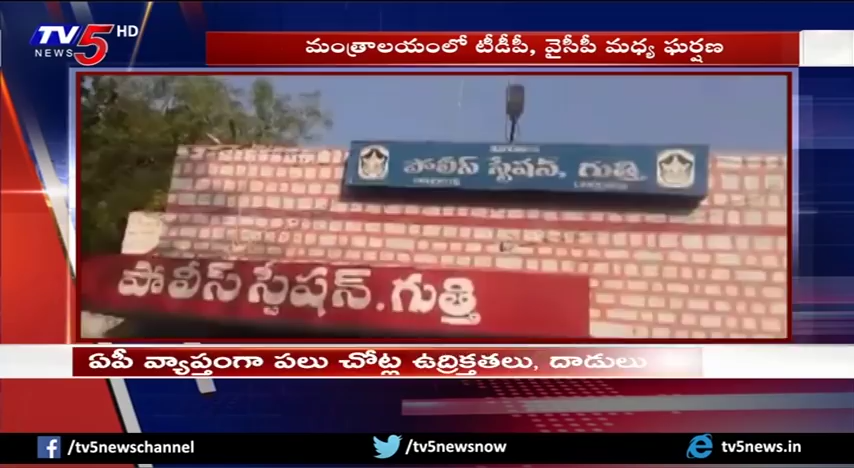 TV5 HD
NEWS
మంత్రాలయంలో టీడీపీ, వైసీపీ మధ్య ఘర్షణ
పోలీస్ స్టేషన్, గుత్తి
పోలీస్ స్టేషన్. గుత్తి
ఏపీ వ్యాప్తంగా పలు చోట్ల ఉద్రిక్తతలు, దాడులు
/tv5newschannel
/tv5newsnow
tv5news.in